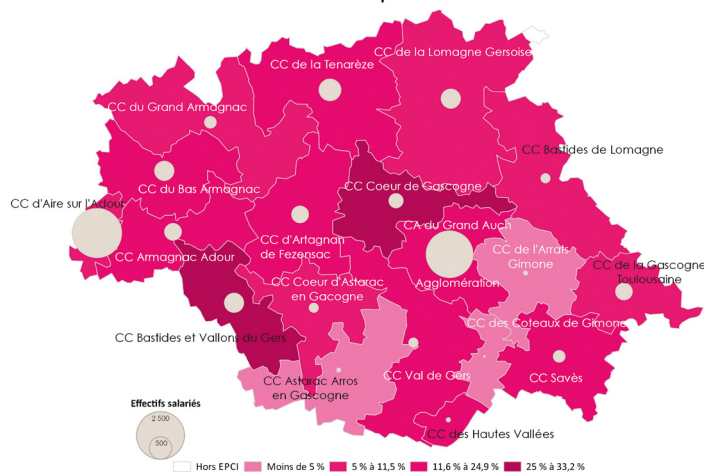 CC de la Lomagne Gersoise
CC de la Tenarèze
CC du Grand Armagnac
CC Bastides de Lomagne
CC du Bas Armagnac
CC Coeur de Gascogne
CC d'Aire sur l'Adour
CA du Grand Auch
Agglomération
CC d'Artagnan
de Fezensac
CC de l'Arrats
Gimone
CC Armagnac Adour
CC de la Gascogne
Toulousaine
CC Coeur d'Astarac
en Gacogne
CC des Coteaux de Gimone
CC Bastides et Vallons du Gers
CC Val de Gers
CC Savès
CC Astarac Arros
en Gascogne
CC des Hautes Vallées
Effectifs salariés
2 500
500
Hors EPCI
Moins de 5 %
5 % à 11,5 %
11,6 % à 24,9 %
25 % à 33,2 %